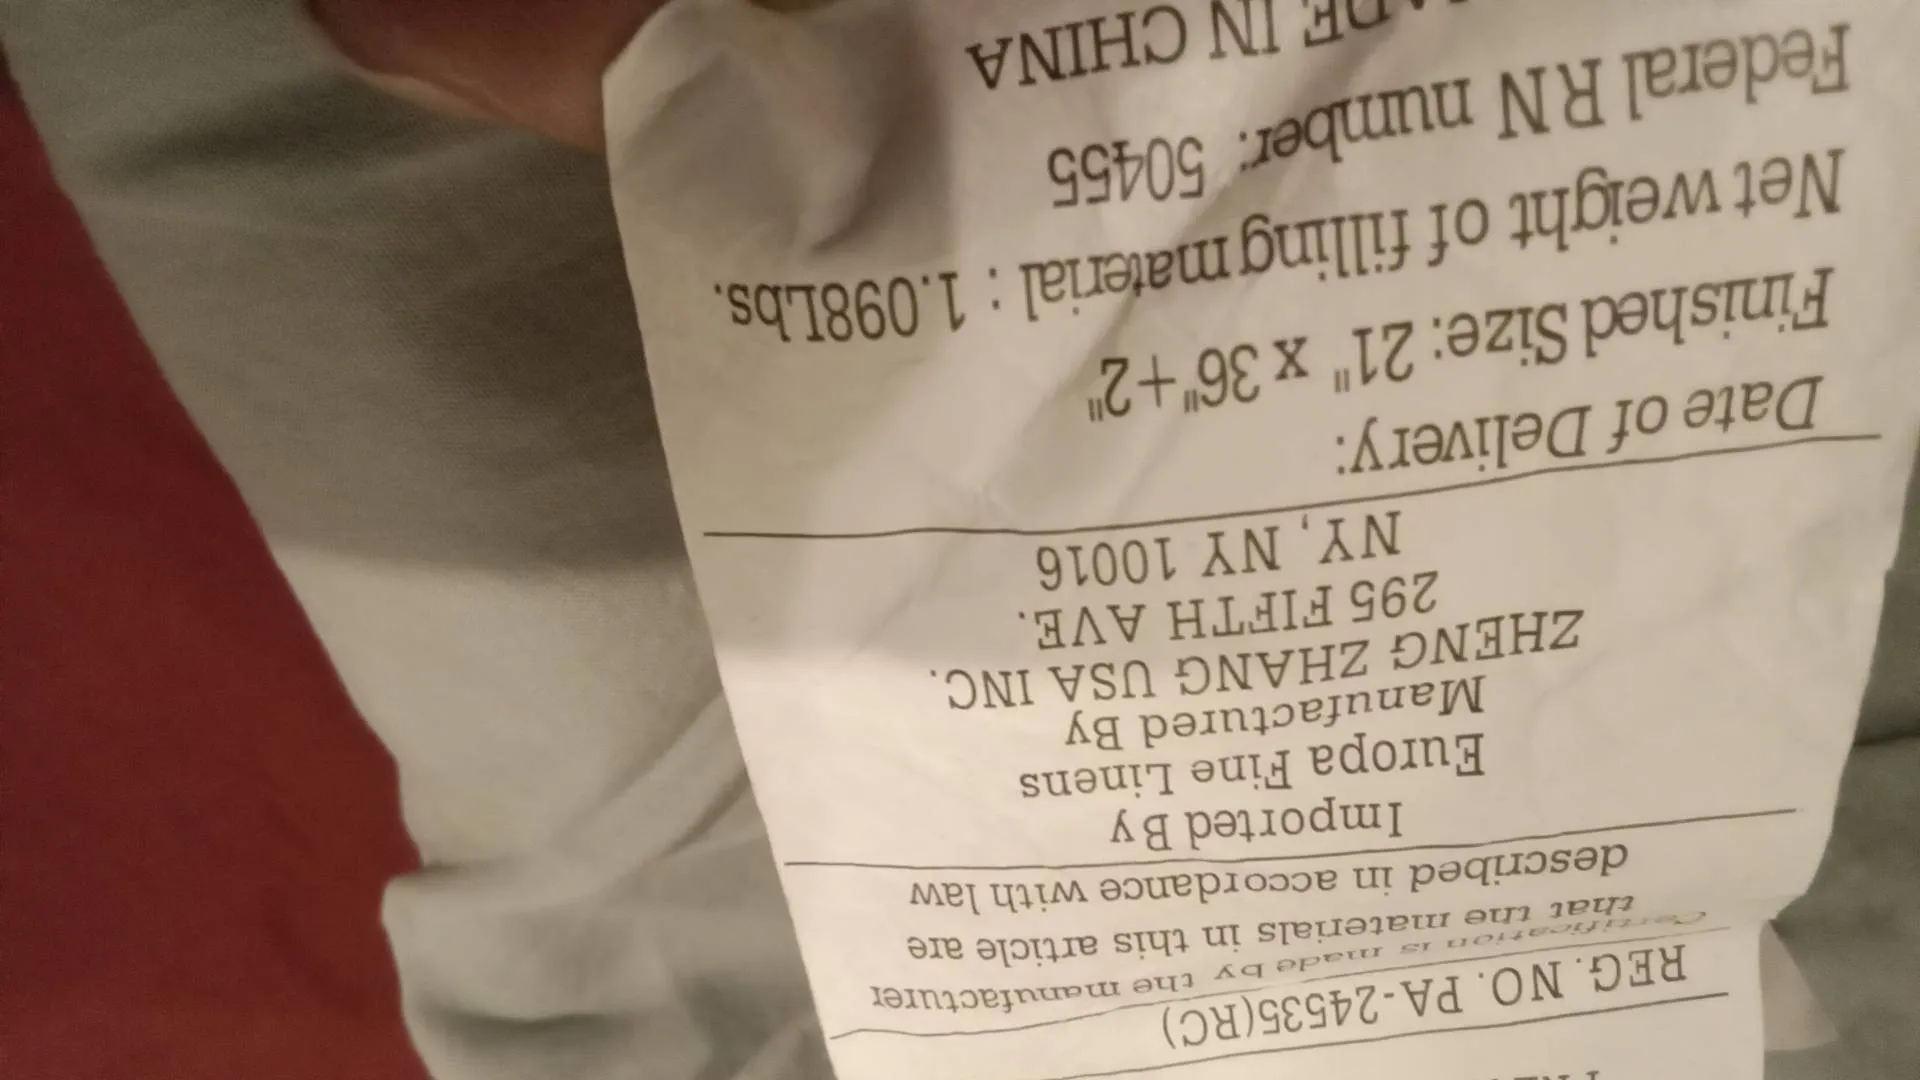 REG. NO. PA-24535(RC)
Certification is made by the manufacturer
that the materials in this article are
described in accordance with law
Imported By
Europa Fine Linens
Manufactured By
ZHENG ZHANG USA INC.
295 FIFTH AVE.
NY, NY 10016
Date of Delivery:
Finished Size: 21" x 36"+2"
Net weight of filling material : 1.098Lbs.
Federal RN number: 50455
MADE IN CHINA